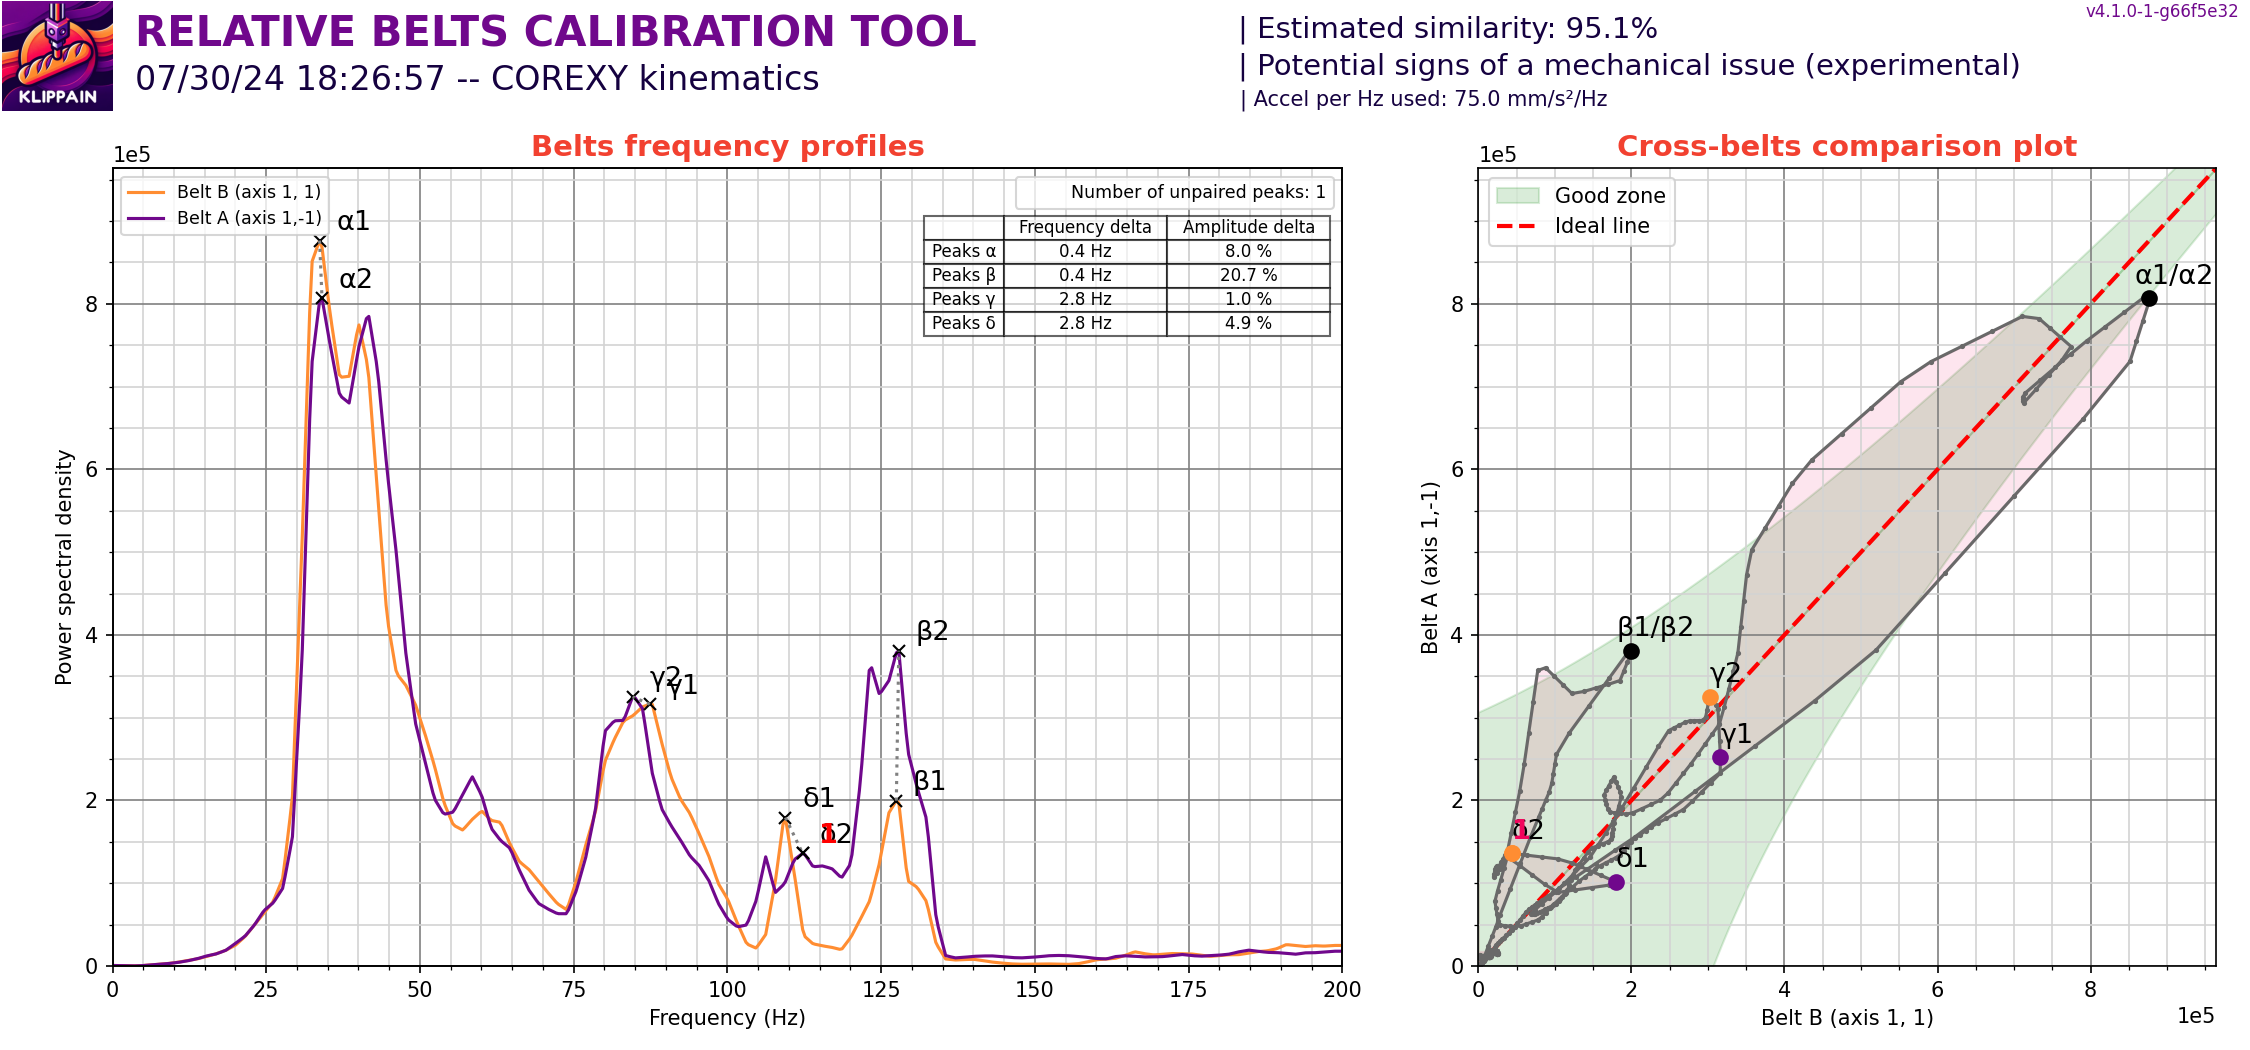 KLIPPAIN
RELATIVE BELTS CALIBRATION TOOL
07/30/24 18:26:57 -- COREXY kinematics
| Estimated similarity: 95.1%
| Potential signs of a mechanical issue (experimental)
| Accel per Hz used: 75.0 mm/s²/Hz
v4.1.0-1-g66f5e32
Belts frequency profiles
1e5
Belt B (axis 1, 1)
Belt A (axis 1,-1)
Number of unpaired peaks: 1
Frequency delta Amplitude delta
Peaks α 0.4 Hz 8.0 %
Peaks β 0.4 Hz 20.7 %
Peaks γ 2.8 Hz 1.0 %
Peaks δ 2.8 Hz 4.9 %
α1
α2
γ2
γ1
β2
β1
δ1
δ2
1
Power spectral density
8
6
4
2
0
0 25 50 75 100 125 150 175 200
Frequency (Hz)
Cross-belts comparison plot
1e5
Good zone
Ideal line
α1/α2
β1/β2
γ2
γ1
δ2
1
δ1
Belt A (axis 1,-1)
8
6
4
2
0
0 2 4 6 8
1e5
Belt B (axis 1, 1)